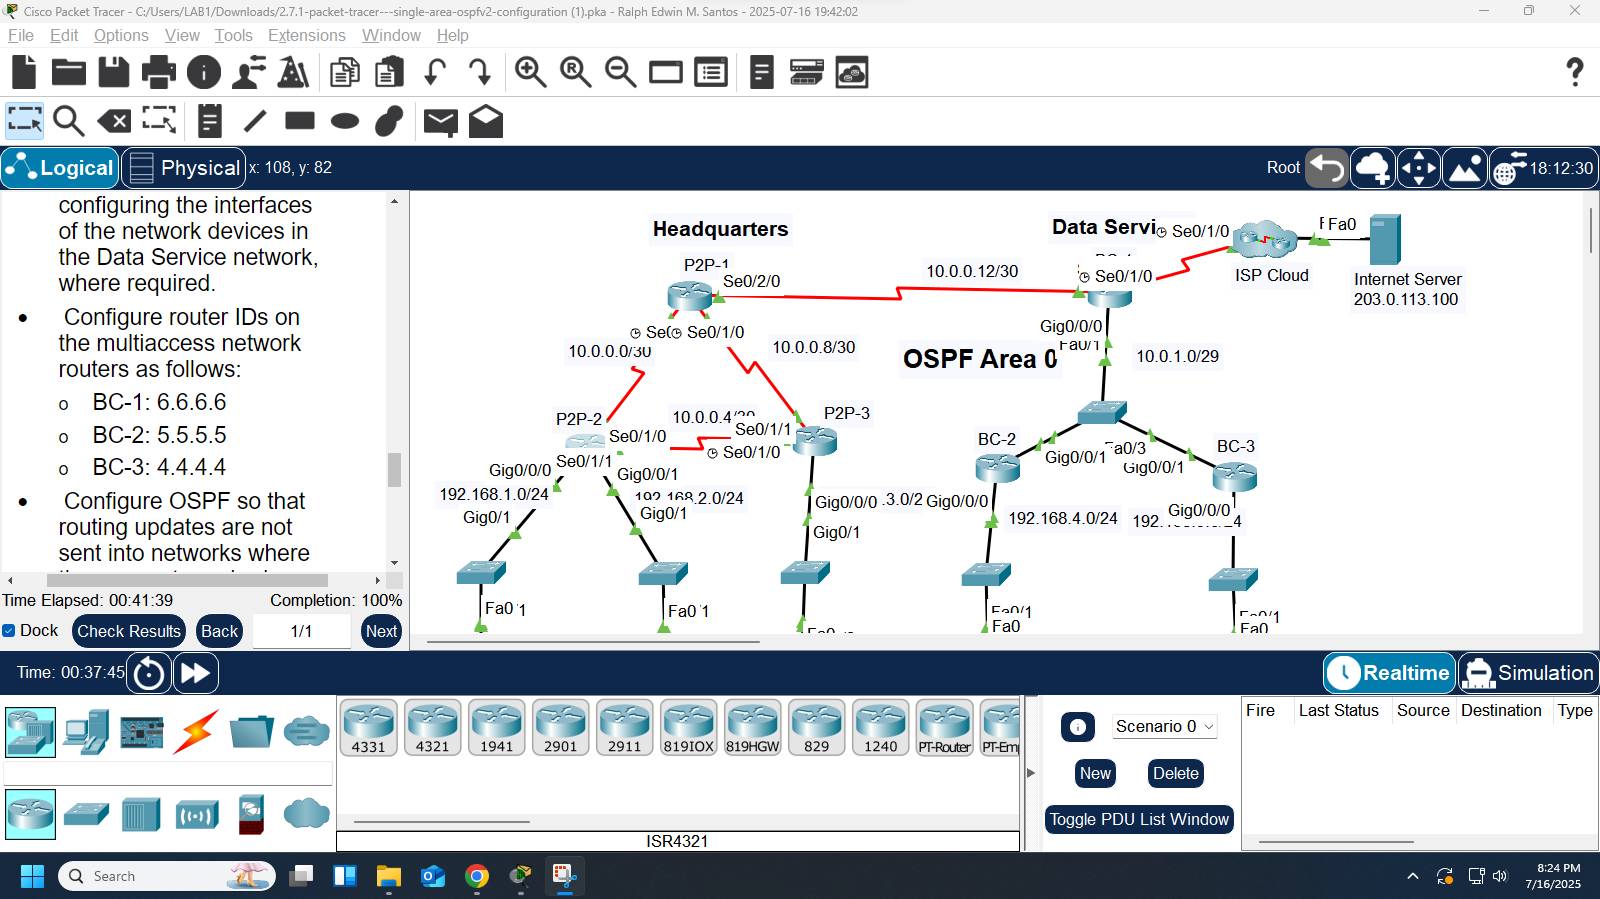 Cisco Packet Tracer - C:/Users/LAB1/Downloads/2.7.1-packet-tracer---single-area-ospfv2-configuration (1).pka - Ralph Edwin M. Santos - 2025-07-16 19:42:02
File Edit Options View Tools Extensions Window Help
Logical Physical x: 108, y: 82 Root 18:12:30
configuring the interfaces
of the network devices in
the Data Service network,
where required.
• Configure router IDs on
the multiaccess network
routers as follows:
o BC-1: 6.6.6.6
o BC-2: 5.5.5.5
o BC-3: 4.4.4.4
• Configure OSPF so that
routing updates are not
sent into networks where
Time Elapsed: 00:41:39 Completion: 100%
Dock Check Results Back 1/1 Next
Headquarters
Data Servi
Se0/1/0
Fa0
ISP Cloud
Internet Server
203.0.113.100
P2P-1
Se0/2/0
10.0.0.12/30
Se0/1/0
Se0/1/0
10.0.0.0/30
10.0.0.8/30
Gig0/0/0
Fa0/1
10.0.1.0/29
OSPF Area 0
P2P-2
Se0/1/0
Se0/1/1
Gig0/0/0
Gig0/0/1
192.168.1.0/24
Gig0/1
192.168.2.0/24
Gig0/1
10.0.0.4/30
Se0/1/1
Se0/1/0
P2P-3
Gig0/0/0
.3.0/2
Gig0/1
BC-2
Gig0/0/1
Gig0/0/0
192.168.4.0/24
a0/3
Gig0/0/1
BC-3
Gig0/0/0
Fa0
Fa0
Fa0/1
Fa0
Fa0
Time: 00:37:45 Realtime Simulation
4331 4321 1941 2901 2911 819IOX 819HGW 829 1240 PT-Router PT-Emp
ISR4321
Scenario 0
New Delete
Toggle PDU List Window
Fire Last Status Source Destination Type
Search
8:24 PM
7/16/2025